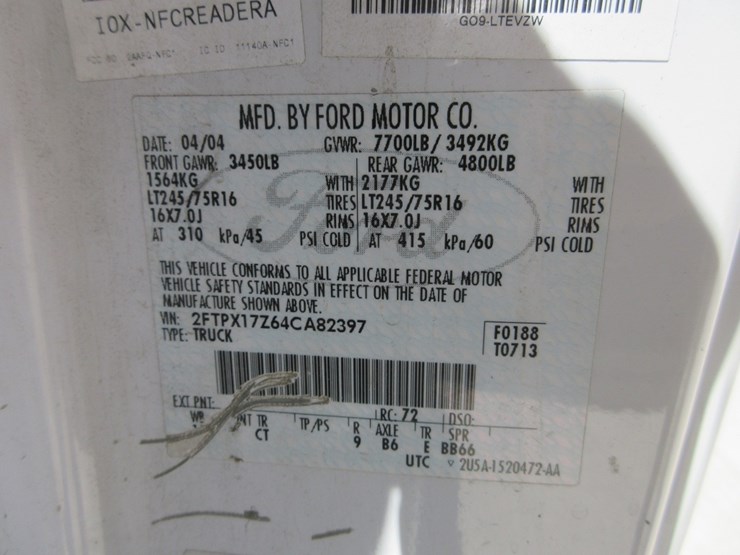 IOX-NFCREADERA
GO9-LTEVZW
MFD. BY FORD MOTOR CO.
DATE: 04/04 GVWR: 7700LB/ 3492KG
FRONT GAWR: 3450LB REAR GAWR: 4800LB
1564KG WITH 2177KG WITH
LT245/75R16 TIRES LT245/75R16 TIRES
16X7.0J RIMS 16X7.0J RIMS
AT 310 kPa/45 PSI COLD AT 415 kPa/60 PSI COLD
Ford
THIS VEHICLE CONFORMS TO ALL APPLICABLE FEDERAL MOTOR
VEHICLE SAFETY STANDARDS IN EFFECT ON THE DATE OF
MANUFACTURE SHOWN ABOVE.
VIN: 2FTPX17Z64CA82397
TYPE: TRUCK
F0188
T0713
EXT PNT: RC: 72 DSO:
WB INT TR TP/PS R AXLE TR SPR
CT 9 B6 E BB66
UTC 2U5A-1520472-AA